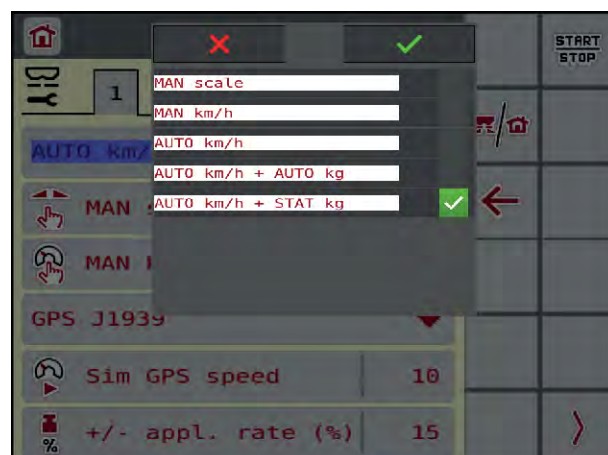 START
STOP
MAN scale
1
MAN km/h
AUTO km/
AUTO km/h
AUTO km/h + AUTO kg
MAN
AUTO km/h + STAT kg
MAN
GPS J1939
Sim GPS speed 10
% +/- appl. rate (%) 15